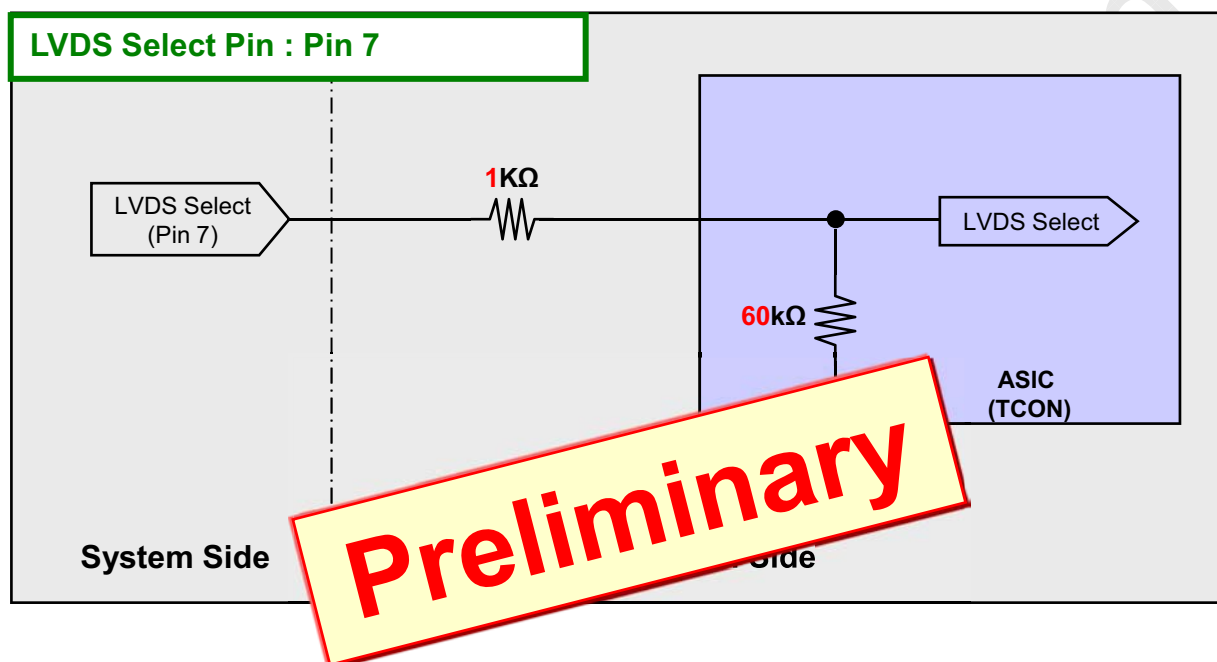 LVDS Select Pin : Pin 7
1KΩ
LVDS Select
(Pin 7)
LVDS Select
60kΩ
ASIC
(TCON)
Preliminary
System Side
Side